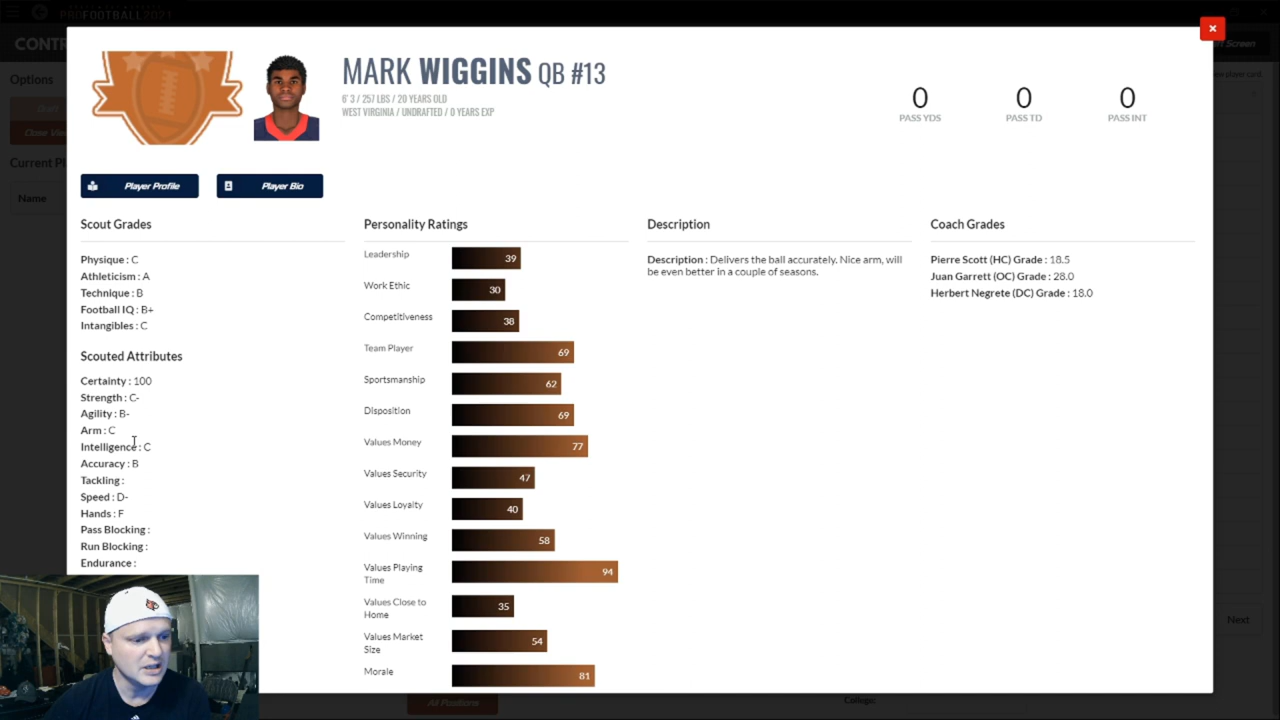 PROFOOTBALL2021
CONTR
rt Screen
Options
Close
Current Pl
Name
MARK WIGGINS QB #13
6' 3 / 257 LBS / 20 YEARS OLD
WEST VIRGINIA / UNDRAFTED / 0 YEARS EXP
0
PASS YDS
0
PASS TD
0
PASS INT
Player Profile
Player Bio
Scout Grades
Physique : C
Athleticism : A
Technique : B
Football IQ : B+
Intangibles : C
Scouted Attributes
Certainty : 100
Strength : C-
Agility : B-
Arm : C
Intelligence : C
Accuracy : B
Tackling :
Speed : D-
Hands : F
Pass Blocking :
Run Blocking :
Endurance :
Personality Ratings
Leadership 39
Work Ethic 30
Competitiveness 38
Team Player 69
Sportsmanship 62
Disposition 69
Values Money 77
Values Security 47
Values Loyalty 40
Values Winning 58
Values Playing
Time 94
Values Close to
Home 35
Values Market
Size 54
Morale 81
Description
Description : Delivers the ball accurately. Nice arm, will
be even better in a couple of seasons.
Coach Grades
Pierre Scott (HC) Grade : 18.5
Juan Garrett (OC) Grade : 28.0
Herbert Negrete (DC) Grade : 18.0
Next
All Positions
College: